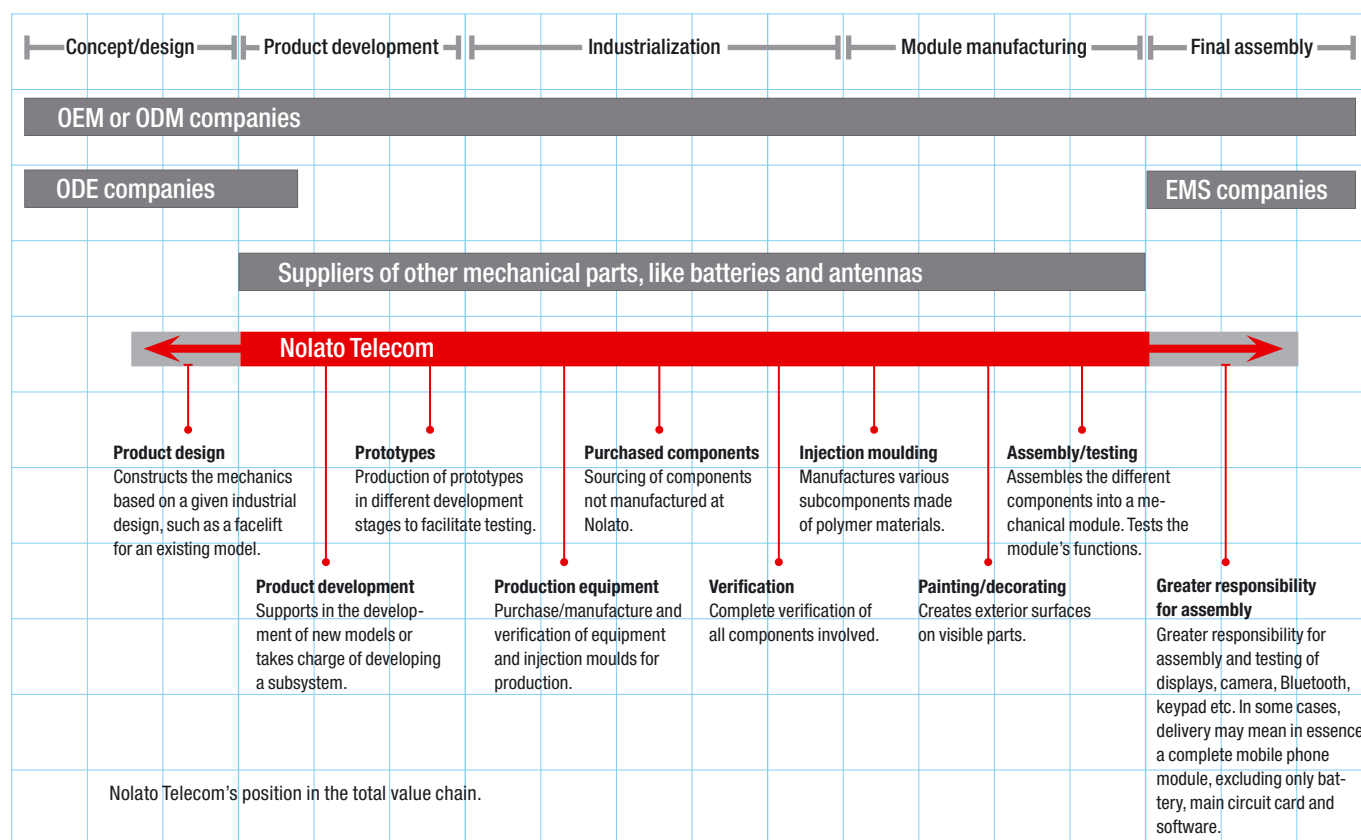 Concept/design
Product development
Industrialization
Module manufacturing
Final assembly
OEM or ODM companies
ODE companies
EMS companies
Suppliers of other mechanical parts, like batteries and antennas
Nolato Telecom
Product design
Constructs the mechanics
based on a given industrial
design, such as a facelift
for an existing model.
Prototypes
Production of prototypes
in different development
stages to facilitate testing.
Purchased components
Sourcing of components
not manufactured at
Nolato.
Injection moulding
Manufactures various
subcomponents made
of polymer materials.
Assembly/testing
Assembles the different
components into a me-
chanical module. Tests the
module's functions.
Product development
Supports in the develop-
ment of new models or
takes charge of developing
a subsystem.
Production equipment
Purchase/manufacture and
verification of equipment
and injection moulds for
production.
Verification
Complete verification of
all components involved.
Painting/decorating
Creates exterior surfaces
on visible parts.
Greater responsibility
for assembly
Greater responsibility for
assembly and testing of
displays, camera, Bluetooth,
keypad etc. In some cases,
delivery may mean in essence
a complete mobile phone
module, excluding only bat-
tery, main circuit card and
software.
Nolato Telecom's position in the total value chain.